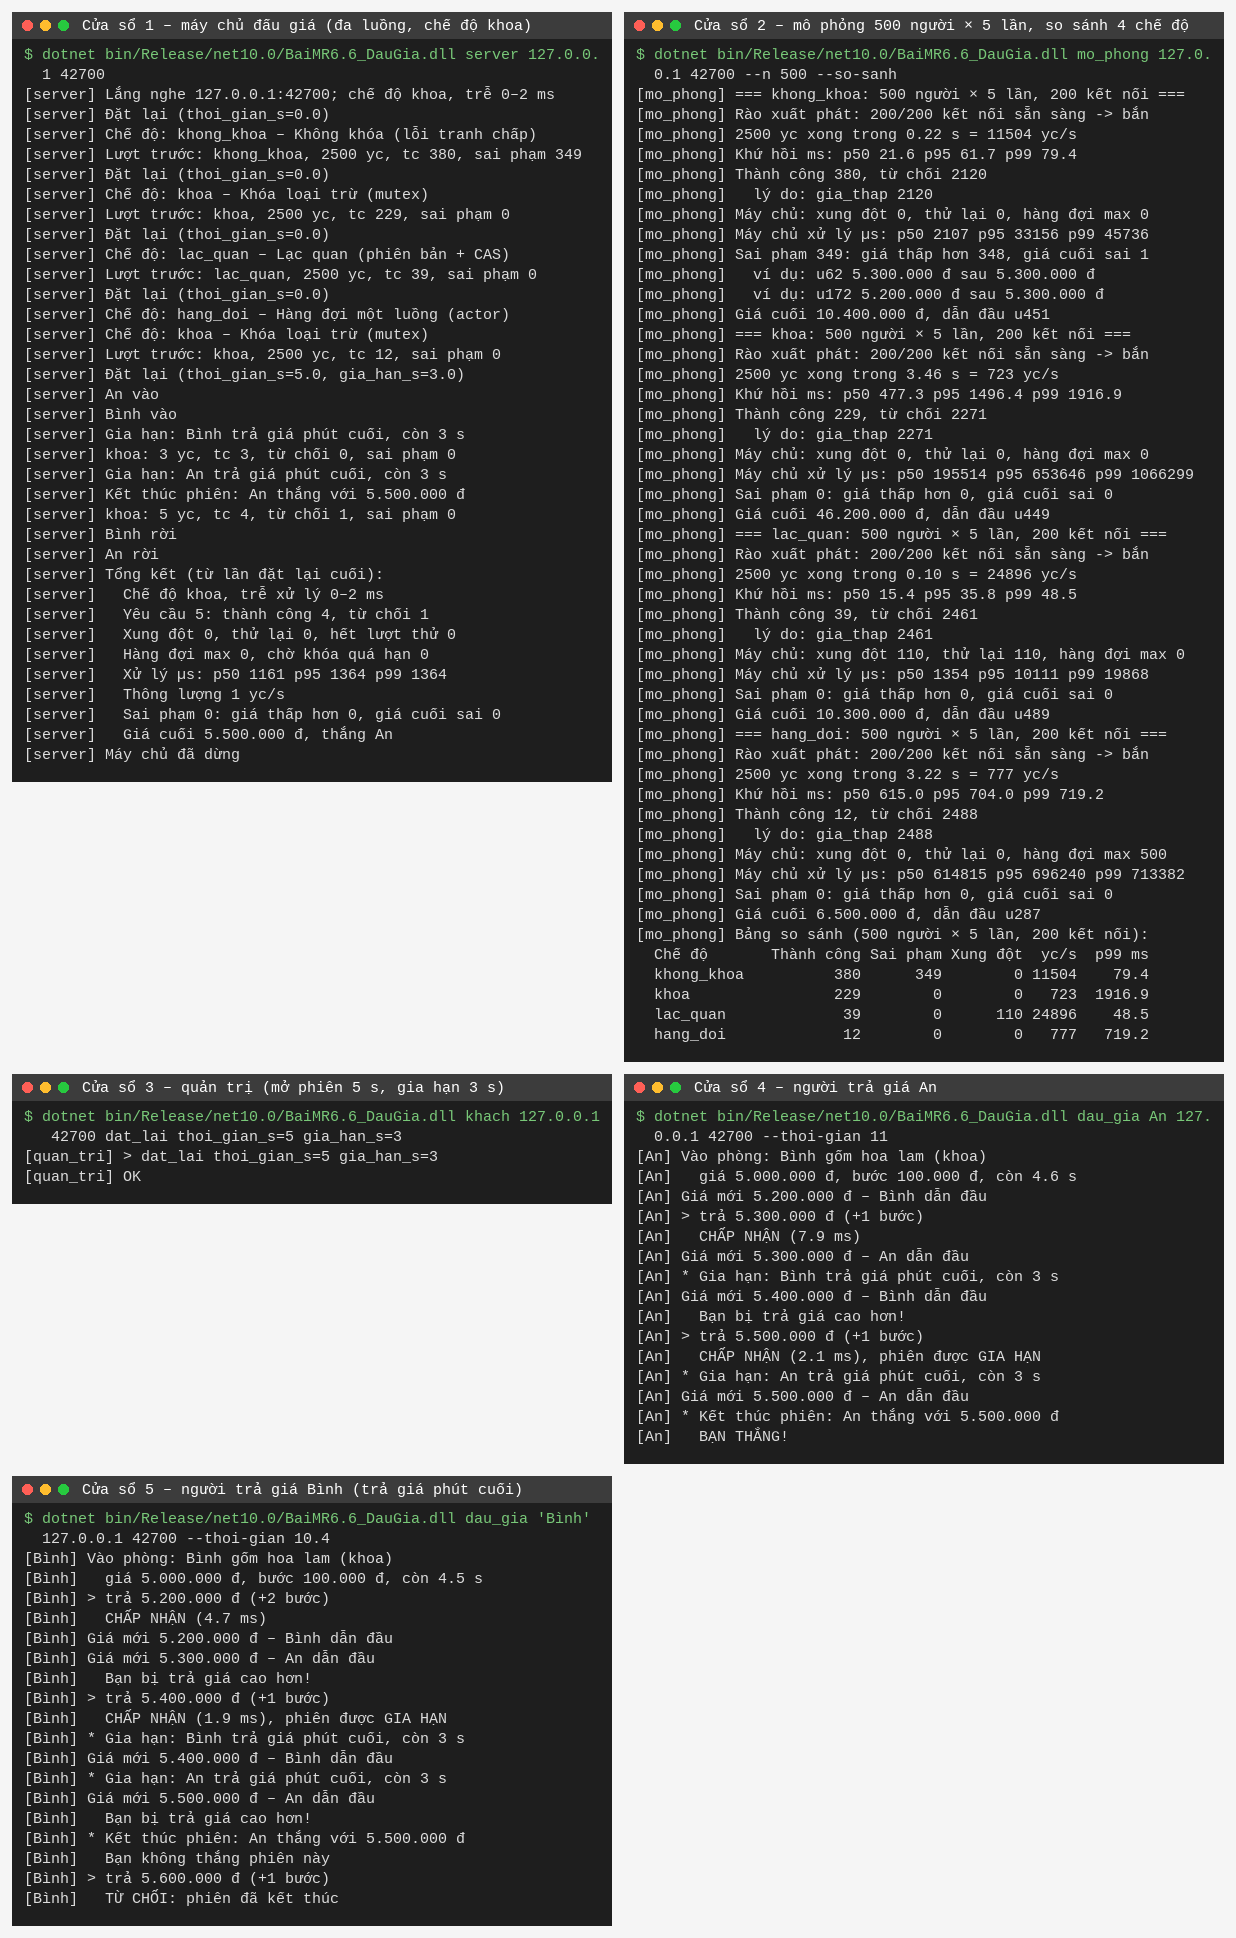 Cửa sổ 1 – máy chủ đấu giá (đa luồng, chế độ khoa)
$ dotnet bin/Release/net10.0/BaiMR6.6_DauGia.dll server 127.0.0.
1 42700
[server] Lắng nghe 127.0.0.1:42700; chế độ khoa, trễ 0–2 ms
[server] Đặt lại (thoi_gian_s=0.0)
[server] Chế độ: khong_khoa – Không khóa (lỗi tranh chấp)
[server] Lượt trước: khong_khoa, 2500 yc, tc 380, sai phạm 349
[server] Đặt lại (thoi_gian_s=0.0)
[server] Chế độ: khoa – Khóa loại trừ (mutex)
[server] Lượt trước: khoa, 2500 yc, tc 229, sai phạm 0
[server] Đặt lại (thoi_gian_s=0.0)
[server] Chế độ: lac_quan – Lạc quan (phiên bản + CAS)
[server] Lượt trước: lac_quan, 2500 yc, tc 39, sai phạm 0
[server] Đặt lại (thoi_gian_s=0.0)
[server] Chế độ: hang_doi – Hàng đợi một luồng (actor)
[server] Chế độ: khoa – Khóa loại trừ (mutex)
[server] Lượt trước: khoa, 2500 yc, tc 12, sai phạm 0
[server] Đặt lại (thoi_gian_s=5.0, gia_han_s=3.0)
[server] An vào
[server] Bình vào
[server] Gia hạn: Bình trả giá phút cuối, còn 3 s
[server] khoa: 3 yc, tc 3, từ chối 0, sai phạm 0
[server] Gia hạn: An trả giá phút cuối, còn 3 s
[server] Kết thúc phiên: An thắng với 5.500.000 đ
[server] khoa: 5 yc, tc 4, từ chối 1, sai phạm 0
[server] Bình rời
[server] An rời
[server] Tổng kết (từ lần đặt lại cuối):
[server]   Chế độ khoa, trễ xử lý 0–2 ms
[server]   Yêu cầu 5: thành công 4, từ chối 1
[server]   Xung đột 0, thử lại 0, hết lượt thử 0
[server]   Hàng đợi max 0, chờ khóa quá hạn 0
[server]   Xử lý µs: p50 1161 p95 1364 p99 1364
[server]   Thông lượng 1 yc/s
[server]   Sai phạm 0: giá thấp hơn 0, giá cuối sai 0
[server]   Giá cuối 5.500.000 đ, thắng An
[server] Máy chủ đã dừng
Cửa sổ 2 – mô phỏng 500 người × 5 lần, so sánh 4 chế độ
$ dotnet bin/Release/net10.0/BaiMR6.6_DauGia.dll mo_phong 127.0.
0.1 42700 --n 500 --so-sanh
[mo_phong] === khong_khoa: 500 người × 5 lần, 200 kết nối ===
[mo_phong] Rào xuất phát: 200/200 kết nối sẵn sàng -> bắn
[mo_phong] 2500 yc xong trong 0.22 s = 11504 yc/s
[mo_phong] Khứ hồi ms: p50 21.6 p95 61.7 p99 79.4
[mo_phong] Thành công 380, từ chối 2120
[mo_phong]   lý do: gia_thap 2120
[mo_phong] Máy chủ: xung đột 0, thử lại 0, hàng đợi max 0
[mo_phong] Máy chủ xử lý µs: p50 2107 p95 33156 p99 45736
[mo_phong] Sai phạm 349: giá thấp hơn 348, giá cuối sai 1
[mo_phong]   ví dụ: u62 5.300.000 đ sau 5.300.000 đ
[mo_phong]   ví dụ: u172 5.200.000 đ sau 5.300.000 đ
[mo_phong] Giá cuối 10.400.000 đ, dẫn đầu u451
[mo_phong] === khoa: 500 người × 5 lần, 200 kết nối ===
[mo_phong] Rào xuất phát: 200/200 kết nối sẵn sàng -> bắn
[mo_phong] 2500 yc xong trong 3.46 s = 723 yc/s
[mo_phong] Khứ hồi ms: p50 477.3 p95 1496.4 p99 1916.9
[mo_phong] Thành công 229, từ chối 2271
[mo_phong]   lý do: gia_thap 2271
[mo_phong] Máy chủ: xung đột 0, thử lại 0, hàng đợi max 0
[mo_phong] Máy chủ xử lý µs: p50 195514 p95 653646 p99 1066299
[mo_phong] Sai phạm 0: giá thấp hơn 0, giá cuối sai 0
[mo_phong] Giá cuối 46.200.000 đ, dẫn đầu u449
[mo_phong] === lac_quan: 500 người × 5 lần, 200 kết nối ===
[mo_phong] Rào xuất phát: 200/200 kết nối sẵn sàng -> bắn
[mo_phong] 2500 yc xong trong 0.10 s = 24896 yc/s
[mo_phong] Khứ hồi ms: p50 15.4 p95 35.8 p99 48.5
[mo_phong] Thành công 39, từ chối 2461
[mo_phong]   lý do: gia_thap 2461
[mo_phong] Máy chủ: xung đột 110, thử lại 110, hàng đợi max 0
[mo_phong] Máy chủ xử lý µs: p50 1354 p95 10111 p99 19868
[mo_phong] Sai phạm 0: giá thấp hơn 0, giá cuối sai 0
[mo_phong] Giá cuối 10.300.000 đ, dẫn đầu u489
[mo_phong] === hang_doi: 500 người × 5 lần, 200 kết nối ===
[mo_phong] Rào xuất phát: 200/200 kết nối sẵn sàng -> bắn
[mo_phong] 2500 yc xong trong 3.22 s = 777 yc/s
[mo_phong] Khứ hồi ms: p50 615.0 p95 704.0 p99 719.2
[mo_phong] Thành công 12, từ chối 2488
[mo_phong]   lý do: gia_thap 2488
[mo_phong] Máy chủ: xung đột 0, thử lại 0, hàng đợi max 500
[mo_phong] Máy chủ xử lý µs: p50 614815 p95 696240 p99 713382
[mo_phong] Sai phạm 0: giá thấp hơn 0, giá cuối sai 0
[mo_phong] Giá cuối 6.500.000 đ, dẫn đầu u287
[mo_phong] Bảng so sánh (500 người × 5 lần, 200 kết nối):
Chế độ       Thành công Sai phạm Xung đột  yc/s  p99 ms
khong_khoa          380      349        0 11504    79.4
khoa                229        0        0   723  1916.9
lac_quan             39        0      110 24896    48.5
hang_doi             12        0        0   777   719.2
Cửa sổ 3 – quản trị (mở phiên 5 s, gia hạn 3 s)
$ dotnet bin/Release/net10.0/BaiMR6.6_DauGia.dll khach 127.0.0.1
42700 dat_lai thoi_gian_s=5 gia_han_s=3
[quan_tri] > dat_lai thoi_gian_s=5 gia_han_s=3
[quan_tri] OK
Cửa sổ 4 – người trả giá An
$ dotnet bin/Release/net10.0/BaiMR6.6_DauGia.dll dau_gia An 127.
0.0.1 42700 --thoi-gian 11
[An] Vào phòng: Bình gốm hoa lam (khoa)
[An]   giá 5.000.000 đ, bước 100.000 đ, còn 4.6 s
[An] Giá mới 5.200.000 đ – Bình dẫn đầu
[An] > trả 5.300.000 đ (+1 bước)
[An]   CHẤP NHẬN (7.9 ms)
[An] Giá mới 5.300.000 đ – An dẫn đầu
[An] * Gia hạn: Bình trả giá phút cuối, còn 3 s
[An] Giá mới 5.400.000 đ – Bình dẫn đầu
[An]   Bạn bị trả giá cao hơn!
[An] > trả 5.500.000 đ (+1 bước)
[An]   CHẤP NHẬN (2.1 ms), phiên được GIA HẠN
[An] * Gia hạn: An trả giá phút cuối, còn 3 s
[An] Giá mới 5.500.000 đ – An dẫn đầu
[An] * Kết thúc phiên: An thắng với 5.500.000 đ
[An]   BẠN THẮNG!
Cửa sổ 5 – người trả giá Bình (trả giá phút cuối)
$ dotnet bin/Release/net10.0/BaiMR6.6_DauGia.dll dau_gia 'Bình'
127.0.0.1 42700 --thoi-gian 10.4
[Bình] Vào phòng: Bình gốm hoa lam (khoa)
[Bình]   giá 5.000.000 đ, bước 100.000 đ, còn 4.5 s
[Bình] > trả 5.200.000 đ (+2 bước)
[Bình]   CHẤP NHẬN (4.7 ms)
[Bình] Giá mới 5.200.000 đ – Bình dẫn đầu
[Bình] Giá mới 5.300.000 đ – An dẫn đầu
[Bình]   Bạn bị trả giá cao hơn!
[Bình] > trả 5.400.000 đ (+1 bước)
[Bình]   CHẤP NHẬN (1.9 ms), phiên được GIA HẠN
[Bình] * Gia hạn: Bình trả giá phút cuối, còn 3 s
[Bình] Giá mới 5.400.000 đ – Bình dẫn đầu
[Bình] * Gia hạn: An trả giá phút cuối, còn 3 s
[Bình] Giá mới 5.500.000 đ – An dẫn đầu
[Bình]   Bạn bị trả giá cao hơn!
[Bình] * Kết thúc phiên: An thắng với 5.500.000 đ
[Bình]   Bạn không thắng phiên này
[Bình] > trả 5.600.000 đ (+1 bước)
[Bình]   TỪ CHỐI: phiên đã kết thúc